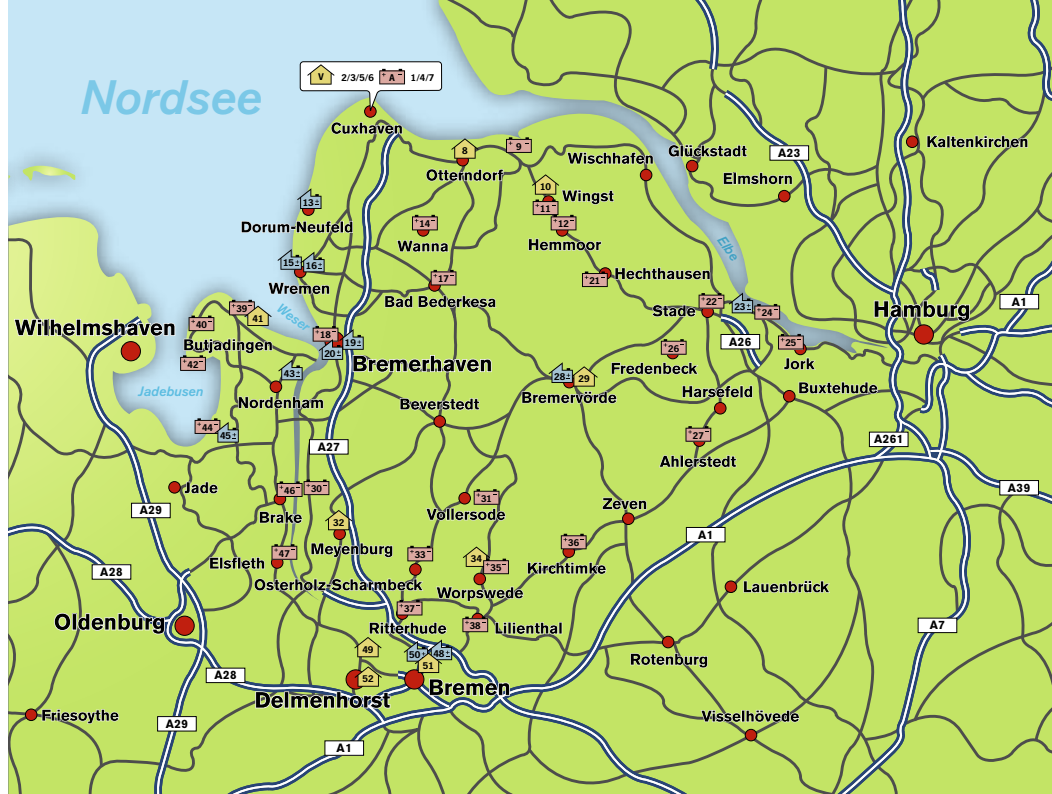 V 2/3/5/6 +A- 1/4/7
Nordsee
Cuxhaven
8
9
Otterndorf
Wischhafen
Glückstadt
A23
Kaltenkirchen
Elmshorn
10
Wingst
+11-
13±
Dorum-Neufeld
+14-
Wanna
+12-
Hemmoor
Elbe
15±
16±
Wremen
+17-
Bad Bederkesa
+21-
Hechthausen
+22-
23±
+24-
Stade
Hamburg
A1
+39-
41
+40-
Weser
Wilhelmshaven
Butjadingen
+18-
19±
20±
Bremerhaven
A26
+25-
Jork
+26-
Fredenbeck
+42-
Jadebusen
43±
Nordenham
28±
29
Bremervörde
Harsefeld
Buxtehude
Beverstedt
+44-
45±
A27
+27-
Ahlerstedt
A261
Jade
+46-
+30-
Brake
+31-
Vollersode
A39
A29
Zeven
32
Meyenburg
A1
+36-
Kirchtimke
+47-
Elsfleth
+33-
34
+35-
Osterholz-Scharmbeck
Worpswede
A28
Lauenbrück
+37-
Ritterhude
+38-
Lilienthal
Oldenburg
A7
49
50±
48±
51
52
Rotenburg
A28
Delmenhorst
Bremen
Friesoythe
A29
Visselhövede
A1